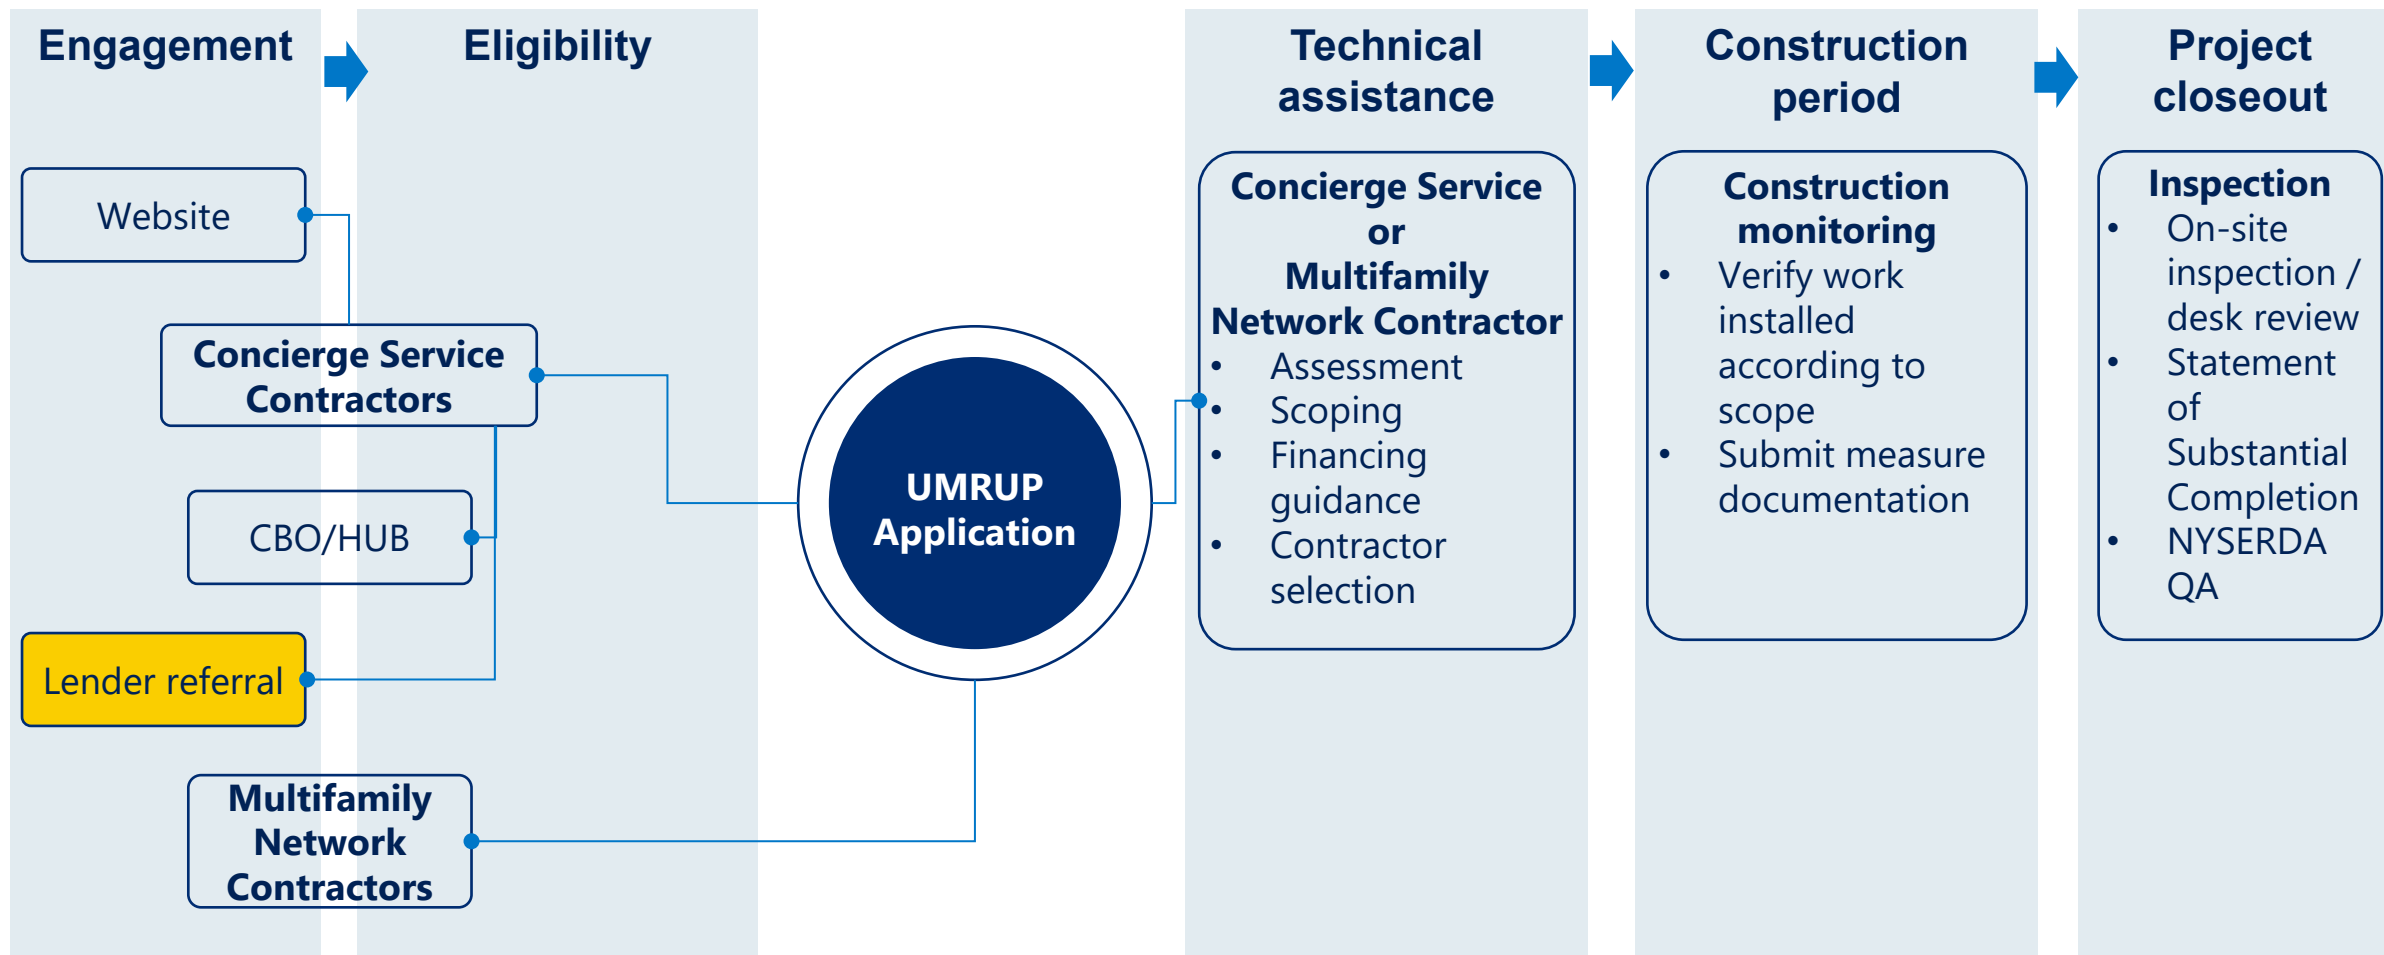 Engagement
Eligibility
Technical
assistance
Construction
period
Project
closeout
Website
Concierge Service
Contractors
CBO/HUB
Lender referral
Multifamily
Network
Contractors
UMRUP
Application
Concierge Service
or
Multifamily
Network Contractor
• Assessment
• Scoping
• Financing
guidance
• Contractor
selection
Construction
monitoring
• Verify work
installed
according to
scope
• Submit measure
documentation
Inspection
• On-site
inspection /
desk review
• Statement
of
Substantial
Completion
• NYSERDA
QA